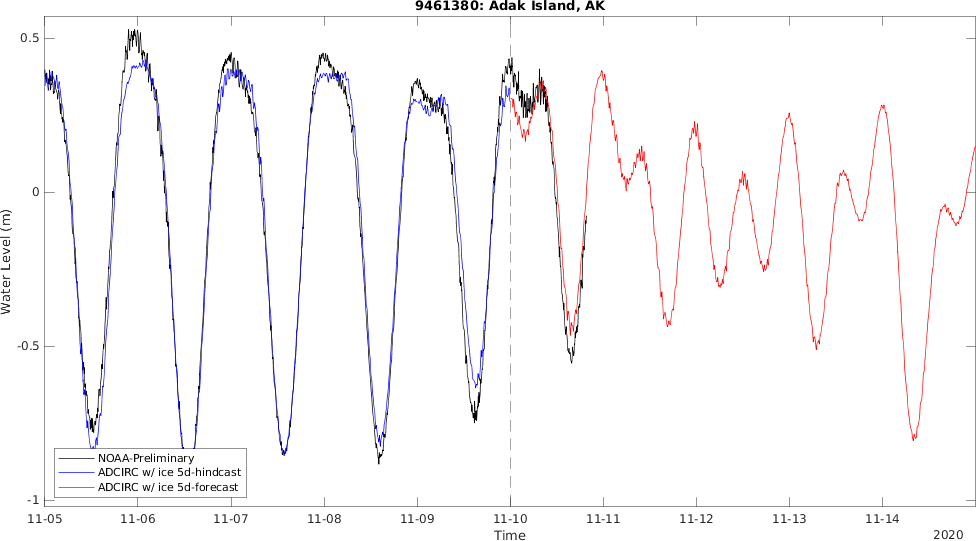 9461380: Adak Island, AK
0.5
0
-0.5
-1
Water Level (m)
NOAA-Preliminary
ADCIRC w/ ice 5d-hindcast
ADCIRC w/ ice 5d-forecast
11-05 11-06 11-07 11-08 11-09 11-10 11-11 11-12 11-13 11-14
Time
2020